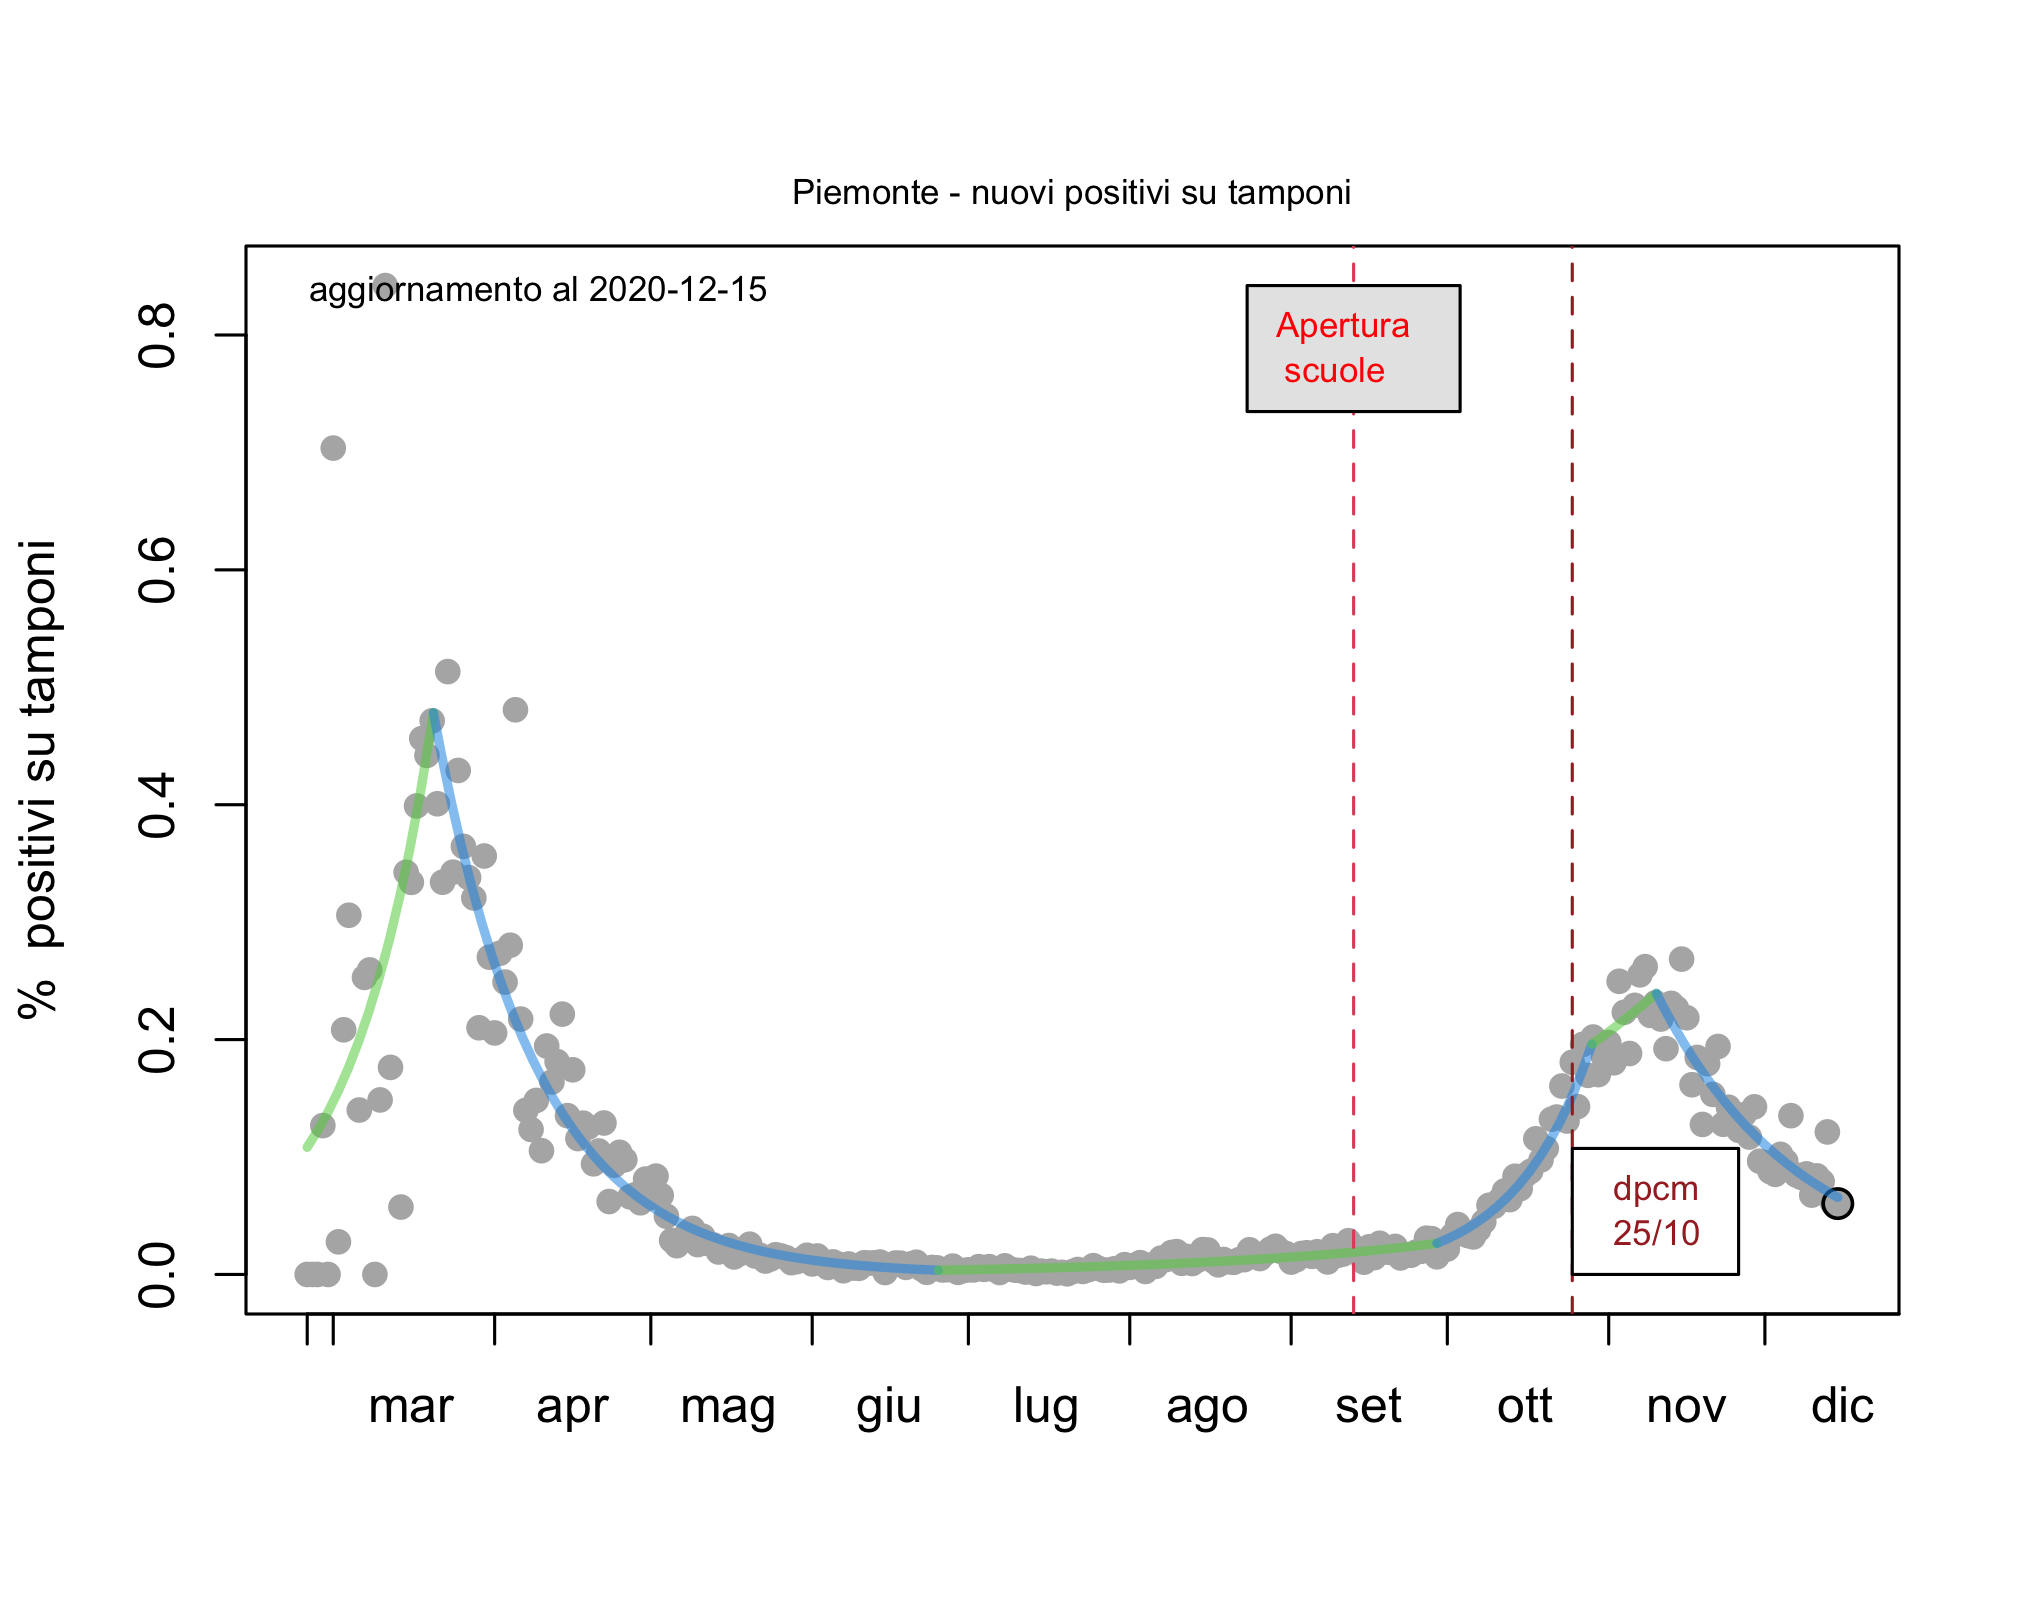 Piemonte - nuovi positivi su tamponi
aggiornamento al 2020-12-15
Apertura
scuole
% positivi su tamponi
0.8
0.6
0.4
0.2
0.0
dpcm
25/10
mar apr mag giu lug ago set ott nov dic